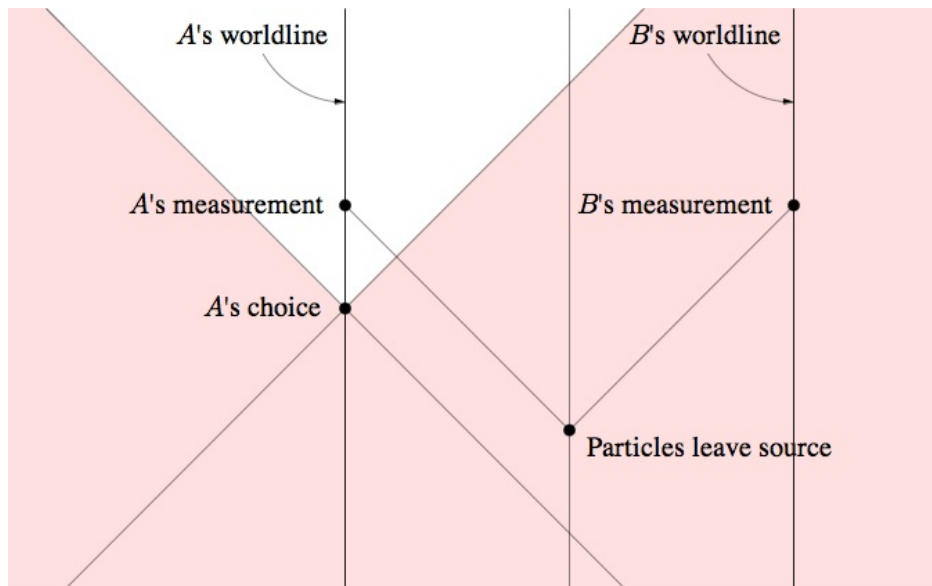 A's worldline
B's worldline
A's measurement
B's measurement
A's choice
Particles leave source